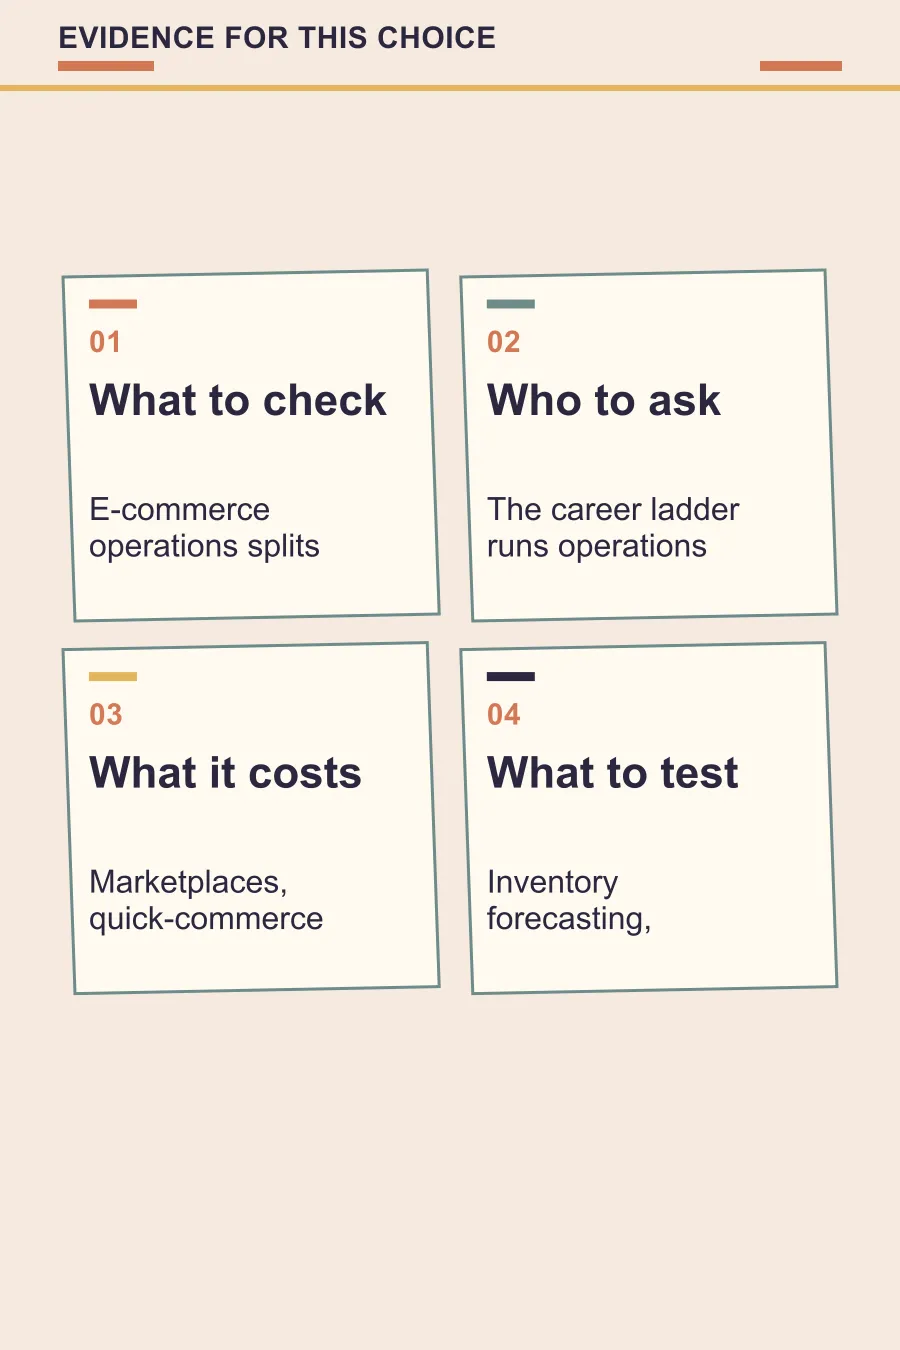 EVIDENCE FOR THIS CHOICE
01
What to check
E-commerce
operations splits
02
Who to ask
The career ladder
runs operations
03
What it costs
Marketplaces,
quick-commerce
04
What to test
Inventory
forecasting,